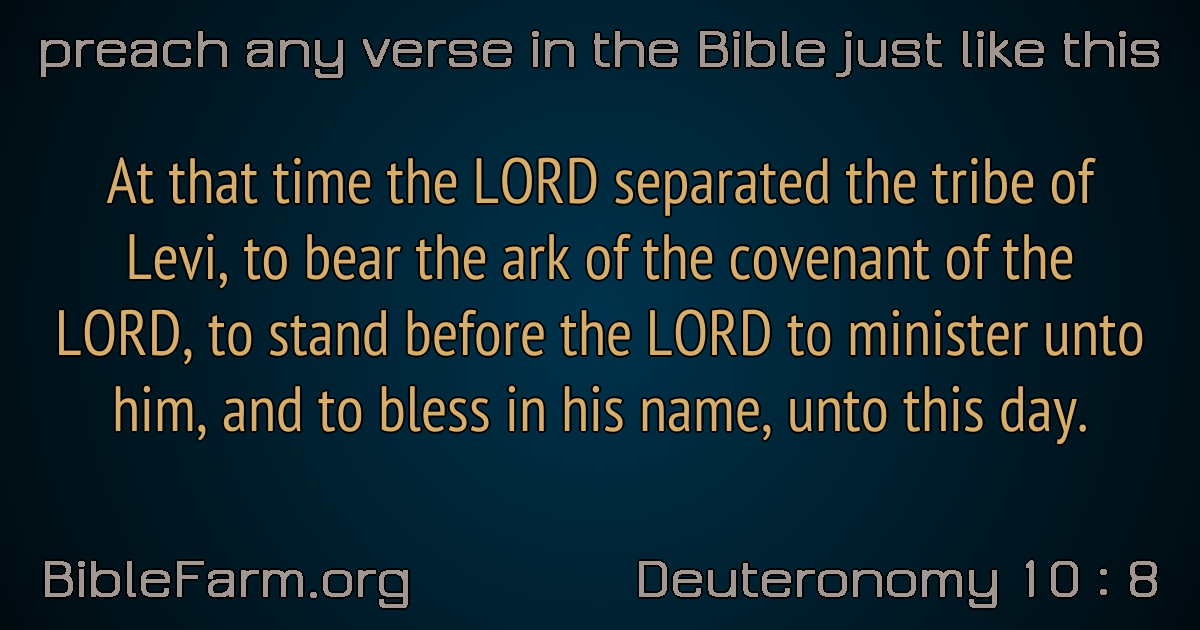 preach any verse in the Bible just like this
At that time the LORD separated the tribe of
Levi, to bear the ark of the covenant of the
LORD, to stand before the LORD to minister unto
him, and to bless in his name, unto this day.
BibleFarm.org
Deuteronomy 10 : 8